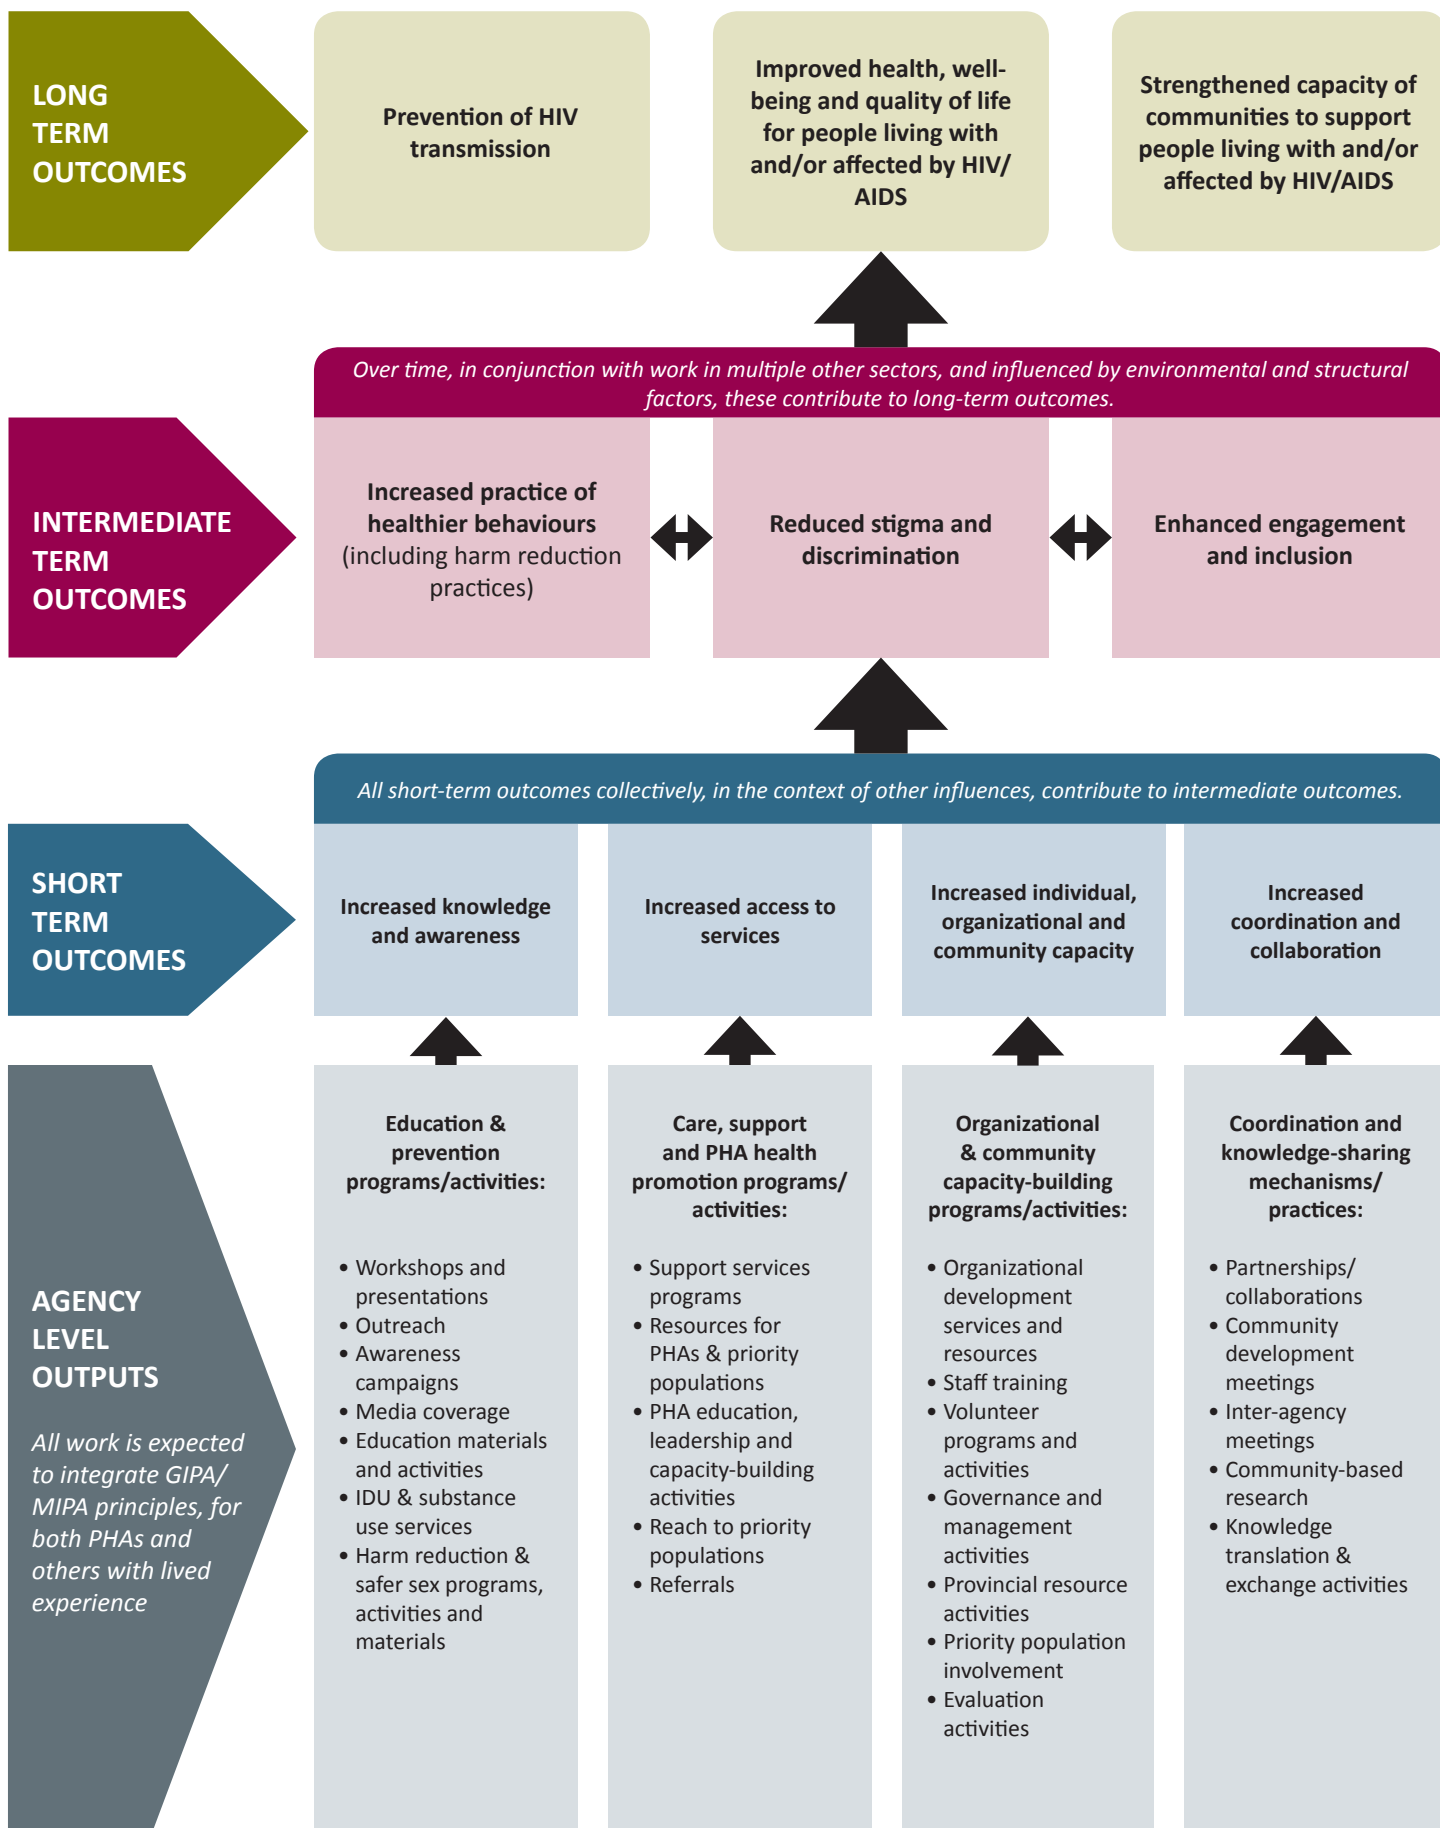 LONG
TERM
OUTCOMES
Prevention of HIV
transmission
Improved health, well-
being and quality of life
for people living with
and/or affected by HIV/
AIDS
Strengthened capacity of
communities to support
people living with and/or
affected by HIV/AIDS
Over time, in conjunction with work in multiple other sectors, and influenced by environmental and structural
factors, these contribute to long-term outcomes.
INTERMEDIATE
TERM
OUTCOMES
Increased practice of
healthier behaviours
(including harm reduction
practices)
Reduced stigma and
discrimination
Enhanced engagement
and inclusion
All short-term outcomes collectively, in the context of other influences, contribute to intermediate outcomes.
SHORT
TERM
OUTCOMES
Increased knowledge
and awareness
Increased access to
services
Increased individual,
organizational and
community capacity
Increased
coordination and
collaboration
AGENCY
LEVEL
OUTPUTS
All work is expected
to integrate GIPA/
MIPA principles, for
both PHAs and
others with lived
experience
Education &
prevention
programs/activities:
• Workshops and
presentations
• Outreach
• Awareness
campaigns
• Media coverage
• Education materials
and activities
• IDU & substance
use services
• Harm reduction &
safer sex programs,
activities and
materials
Care, support
and PHA health
promotion programs/
activities:
• Support services
programs
• Resources for
PHAs & priority
populations
• PHA education,
leadership and
capacity-building
activities
• Reach to priority
populations
• Referrals
Organizational
& community
capacity-building
programs/activities:
• Organizational
development
services and
resources
• Staff training
• Volunteer
programs and
activities
• Governance and
management
activities
• Provincial resource
activities
• Priority population
involvement
• Evaluation
activities
Coordination and
knowledge-sharing
mechanisms/
practices:
• Partnerships/
collaborations
• Community
development
meetings
• Inter-agency
meetings
• Community-based
research
• Knowledge
translation &
exchange activities